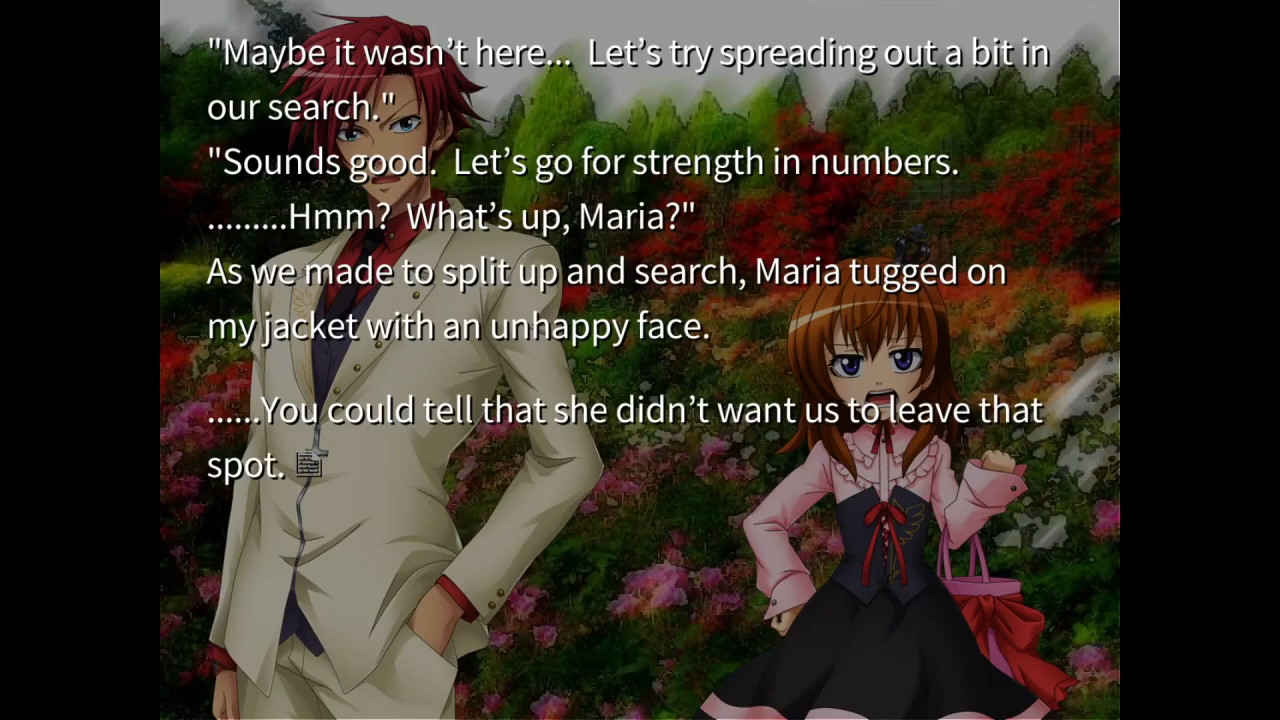 "Maybe it wasn’t here...  Let’s try spreading out a bit in
our search."
"Sounds good.  Let’s go for strength in numbers.
.........Hmm?  What’s up, Maria?"
As we made to split up and search, Maria tugged on
my jacket with an unhappy face.
......You could tell that she didn’t want us to leave that
spot.